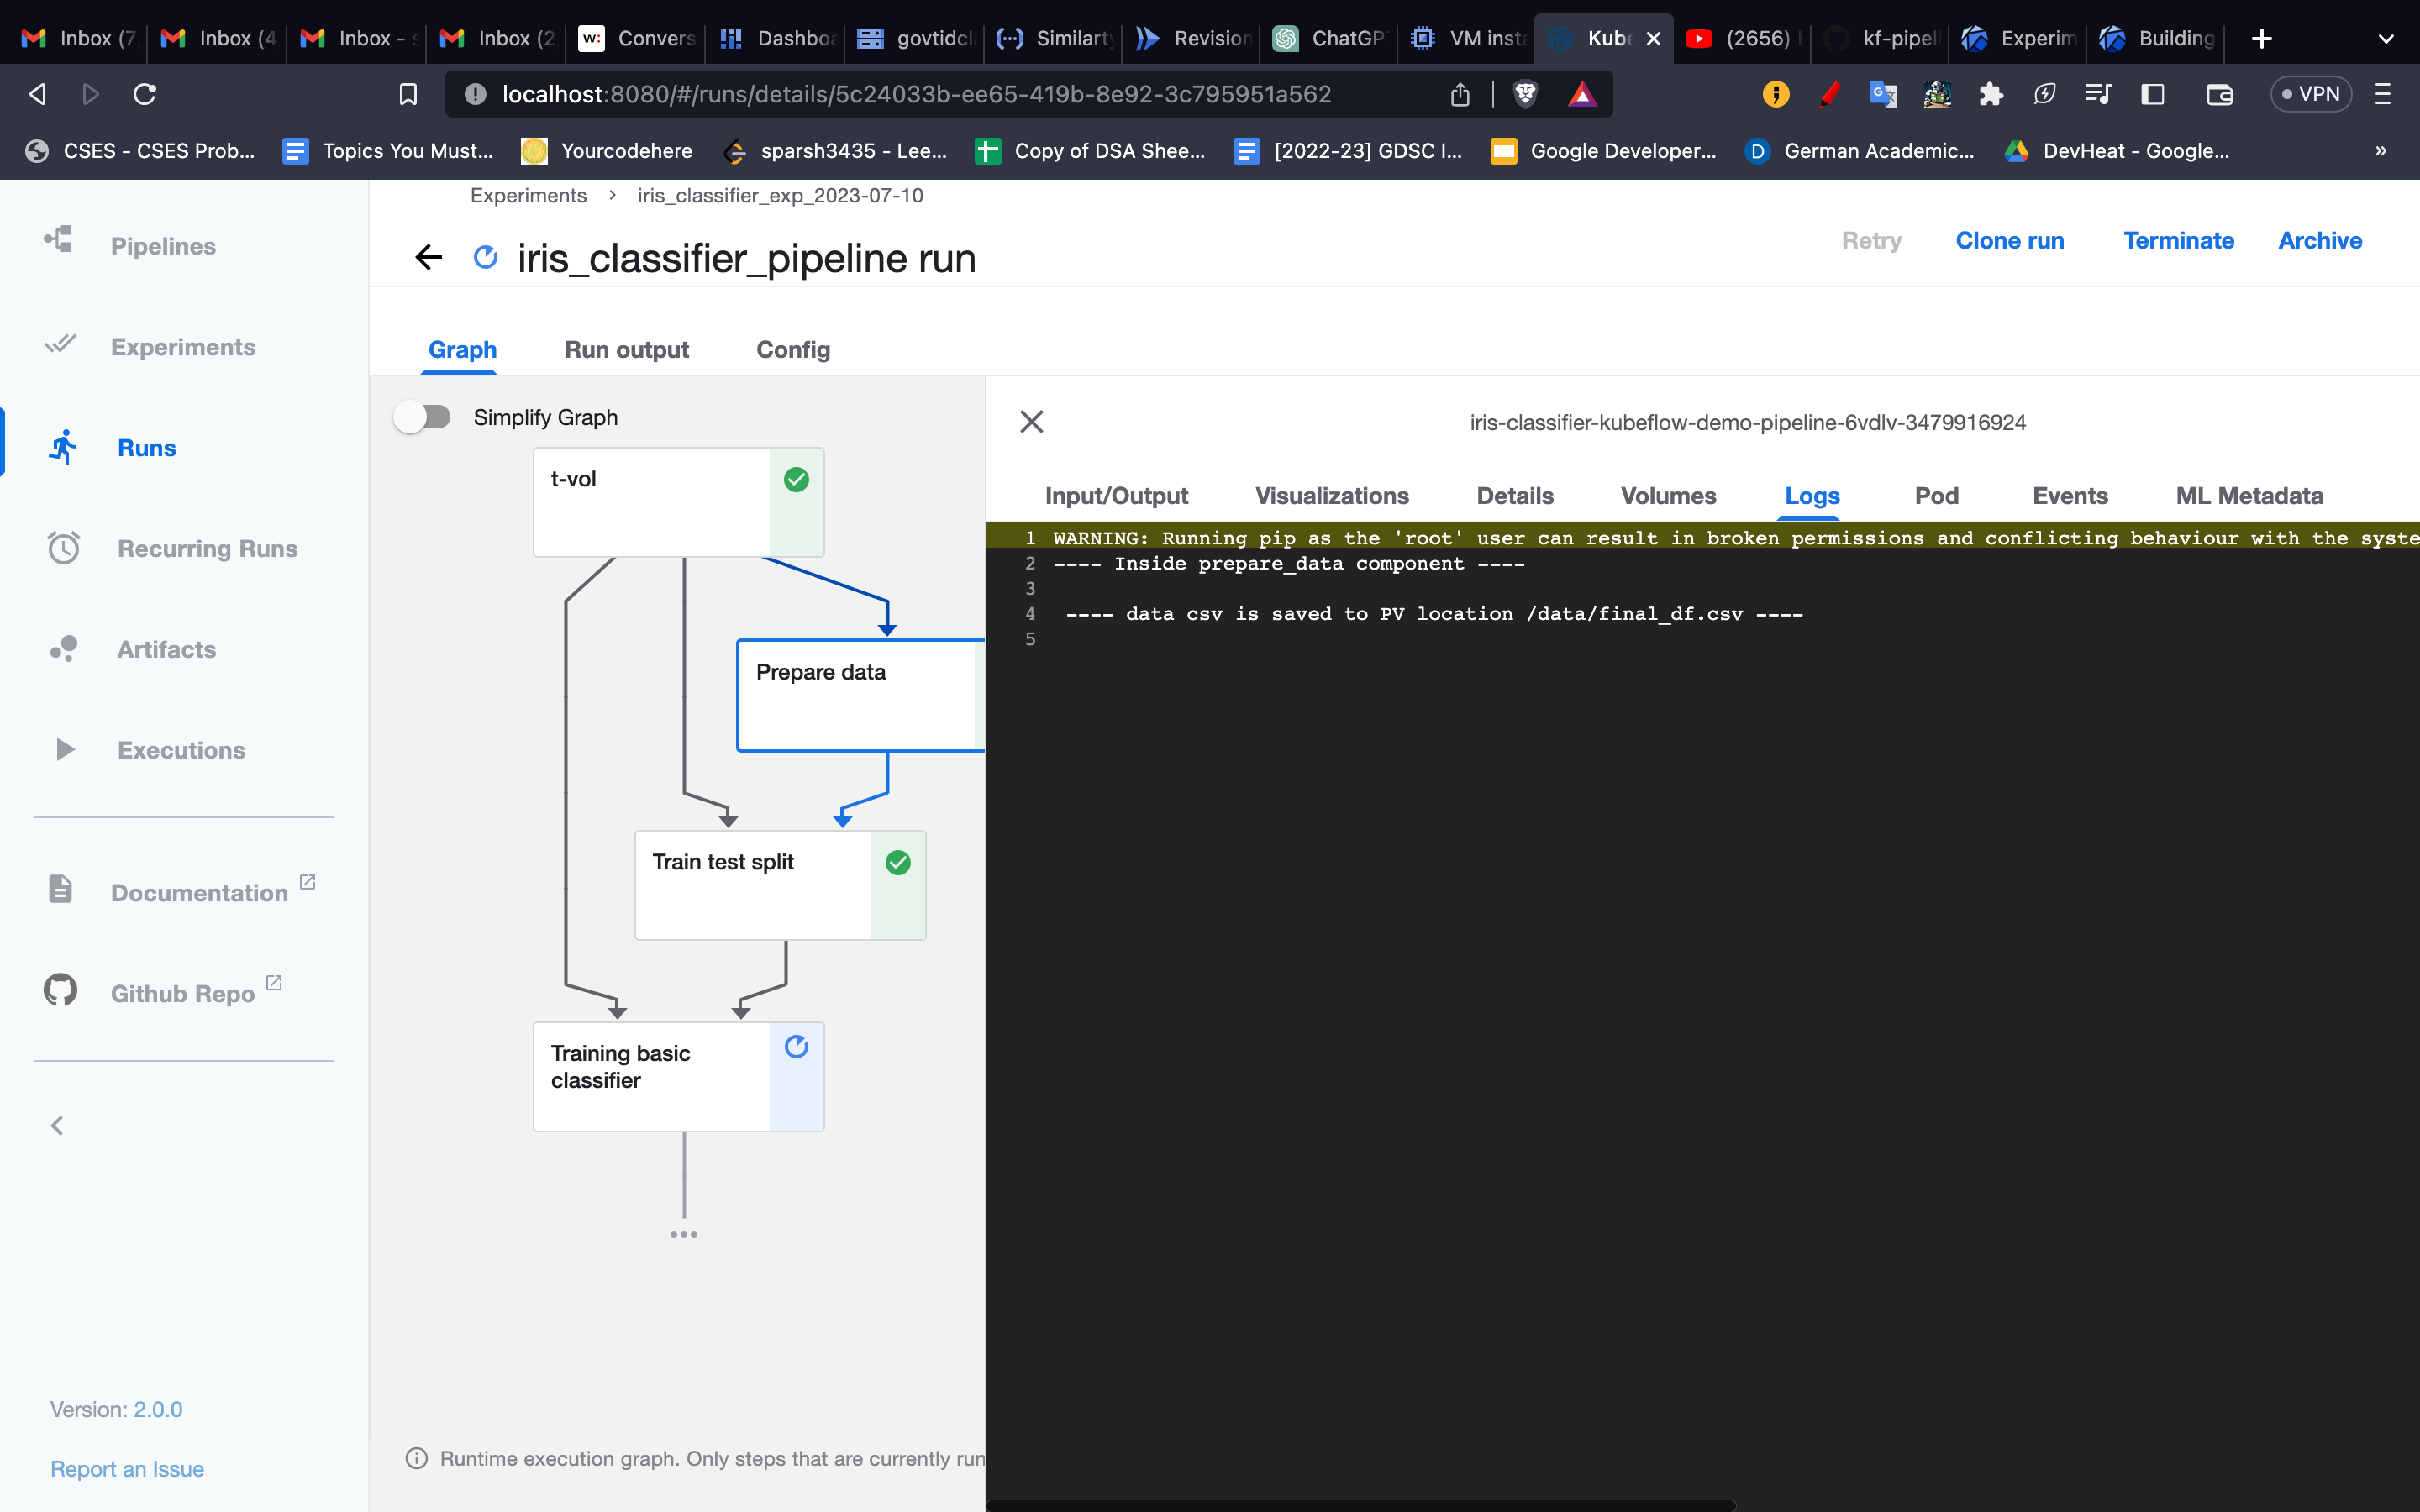 Inbox (7,
Inbox (4
Inbox - s
Inbox (2
w:
Convers
Dashboa
govtidcl
Similarty
Revision
ChatGP
VM insta
Kube
(2656)
kf-pipeli
Experim
Building
localhost:8080/#/runs/details/5c24033b-ee65-419b-8e92-3c795951a562
VPN
CSES - CSES Prob...
Topics You Must...
Yourcodehere
sparsh3435 - Lee...
Copy of DSA Shee...
[2022-23] GDSC I...
Google Developer...
D
German Academic...
DevHeat - Google...
»
Experiments > iris_classifier_exp_2023-07-10
iris_classifier_pipeline run
Retry
Clone run
Terminate
Archive
Pipelines
Experiments
Runs
Recurring Runs
Artifacts
Executions
Documentation
Github Repo
Version: 2.0.0
Report an Issue
Graph
Run output
Config
Simplify Graph
t-vol
Prepare data
Train test split
Training basic
classifier
Runtime execution graph. Only steps that are currently run
iris-classifier-kubeflow-demo-pipeline-6vdlv-3479916924
Input/Output
Visualizations
Details
Volumes
Logs
Pod
Events
ML Metadata
1 WARNING: Running pip as the 'root' user can result in broken permissions and conflicting behaviour with the syste
2 ---- Inside prepare_data component ----
3
4 ---- data csv is saved to PV location /data/final_df.csv ----
5